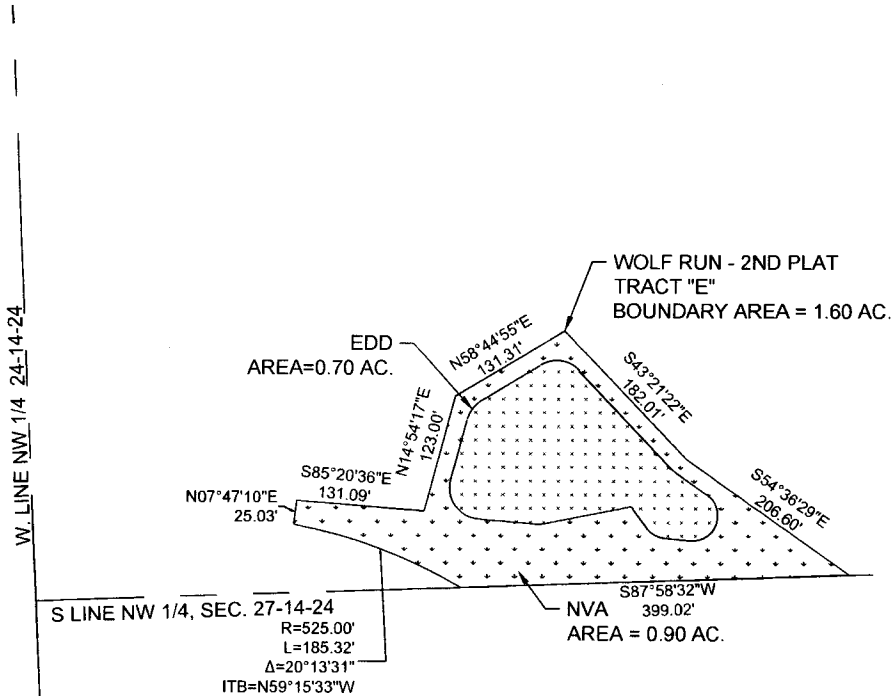 WOLF RUN - 2ND PLAT
TRACT "E"
BOUNDARY AREA = 1.60 AC.
EDD
AREA=0.70 AC.
N58°44'55"E
131.31'
S43°21'22"E
182.01'
N14°54'17"E
123.00'
S85°20'36"E
131.09'
N07°47'10"E
25.03'
S54°36'29"E
206.60'
W. LINE NW 1/4 24-14-24
S LINE NW 1/4, SEC. 27-14-24
R=525.00'
L=185.32'
Δ=20°13'31"
ITB=N59°15'33"W
S87°58'32"W
399.02'
NVA
AREA = 0.90 AC.